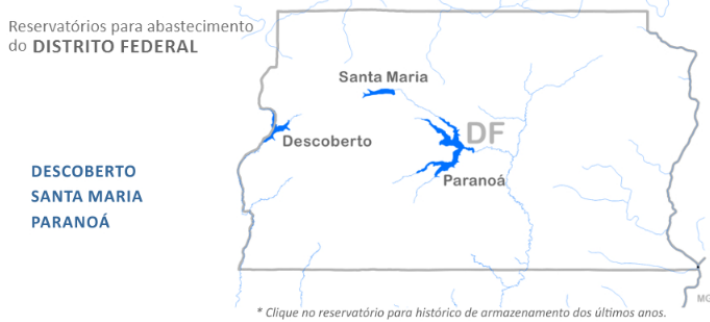 Reservatórios para abastecimento
do DISTRITO FEDERAL
Santa Maria
DF
Descoberto
DESCOBERTO
Paranoá
SANTA MARIA
PARANOÁ
* Clique no reservatório para histórico de armazenamento dos últimos anos.